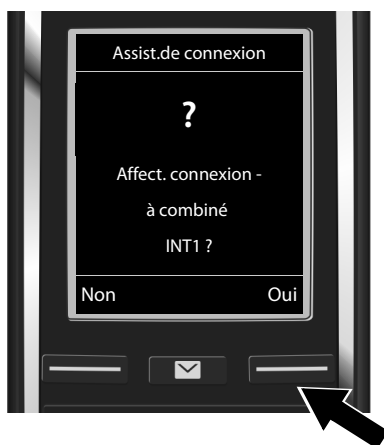 Assist.de connexion
?
Affect. connexion -
à combiné
INT1 ?
Non Oui